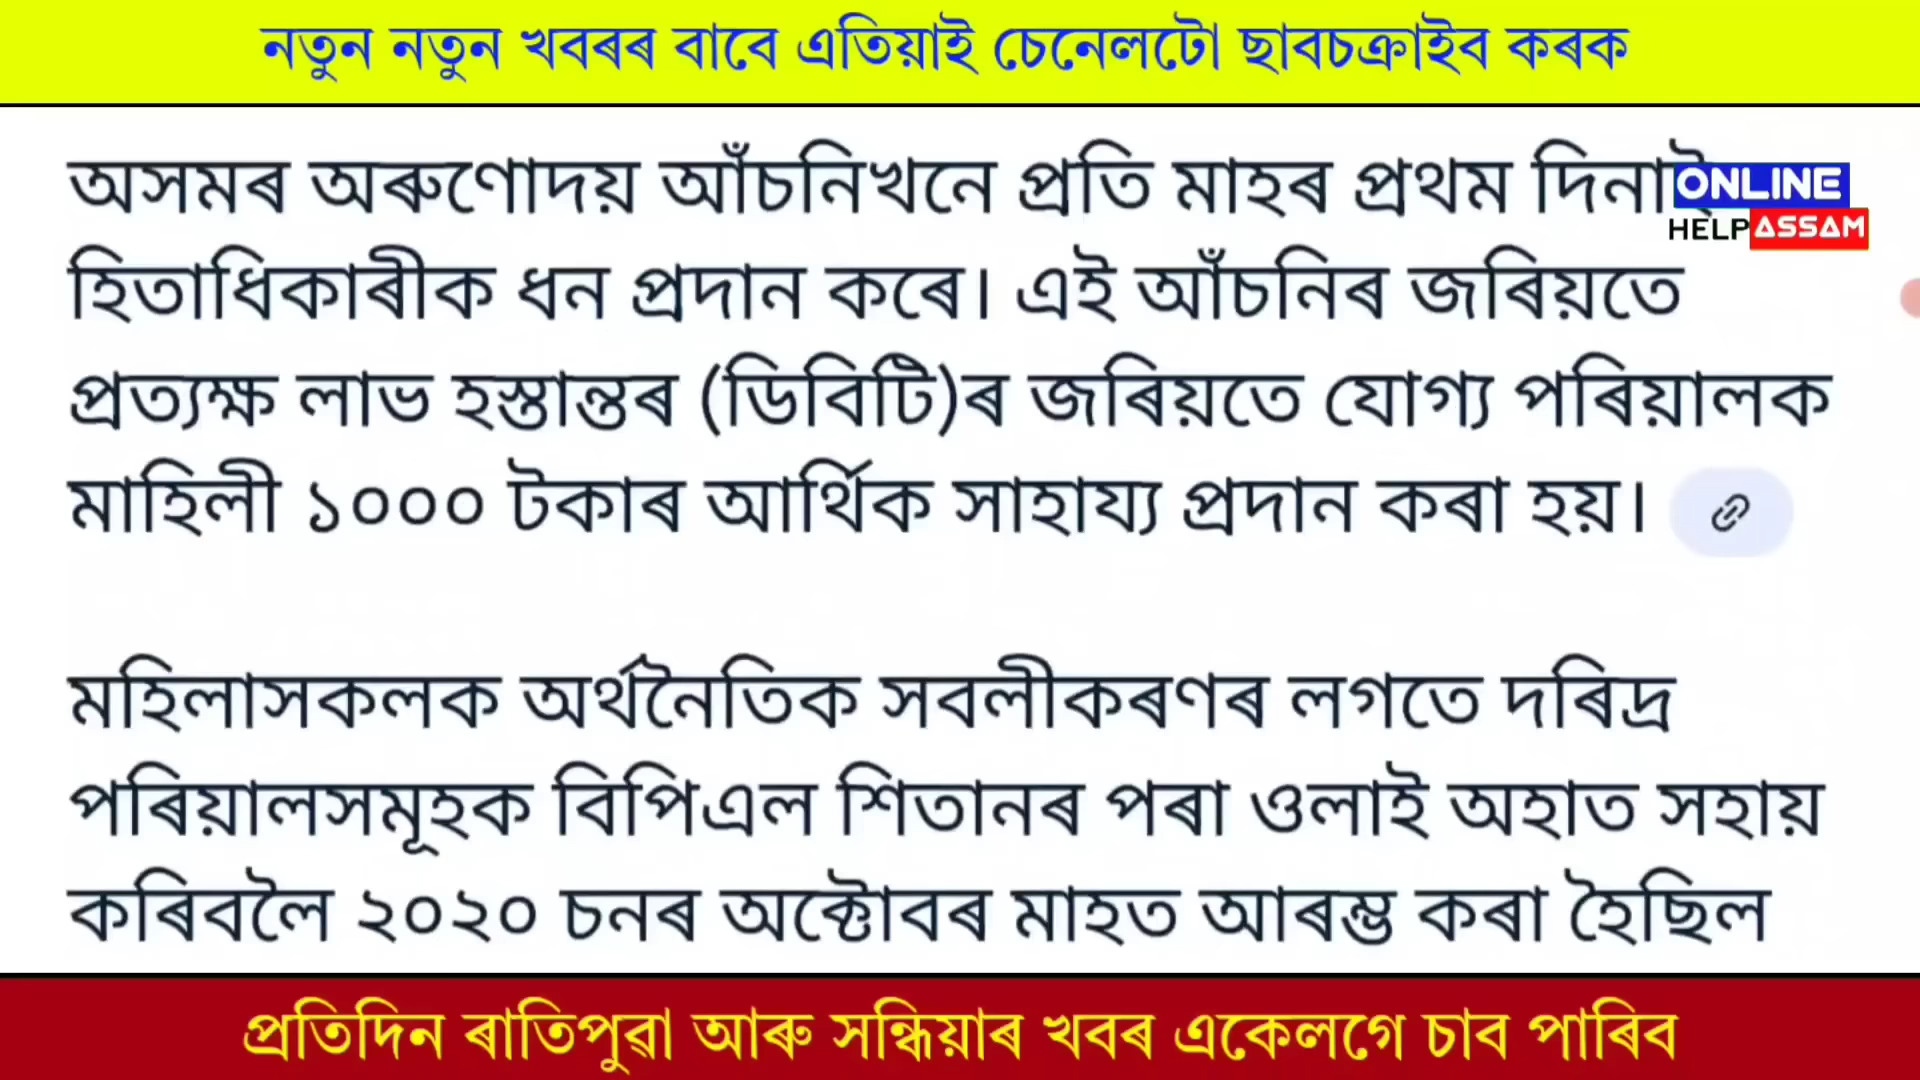 নতুন নতুন খবৰৰ বাবে এতিয়াই চেনেলটো ছাবচক্ৰাইব কৰক
অসমৰ অৰুণোদয় আঁচনিখনে প্ৰতি মাহৰ প্ৰথম দিনাই
ONLINE
HELP ASSAM
হিতাধিকাৰীক ধন প্ৰদান কৰে। এই আঁচনিৰ জৰিয়তে
প্ৰত্যক্ষ লাভ হস্তান্তৰ (ডিবিটি)ৰ জৰিয়তে যোগ্য পৰিয়ালক
মাহিলী ১০০০ টকাৰ আৰ্থিক সাহায্য প্ৰদান কৰা হয়।
মহিলাসকলক অৰ্থনৈতিক সবলীকৰণৰ লগতে দৰিদ্ৰ
পৰিয়ালসমূহক বিপিএল শিতানৰ পৰা ওলাই অহাত সহায়
কৰিবলৈ ২০২০ চনৰ অক্টোবৰ মাহত আৰম্ভ কৰা হৈছিল
প্ৰতিদিন ৰাতিপুৱা আৰু সন্ধিয়াৰ খবৰ একেলগে চাব পাৰিব